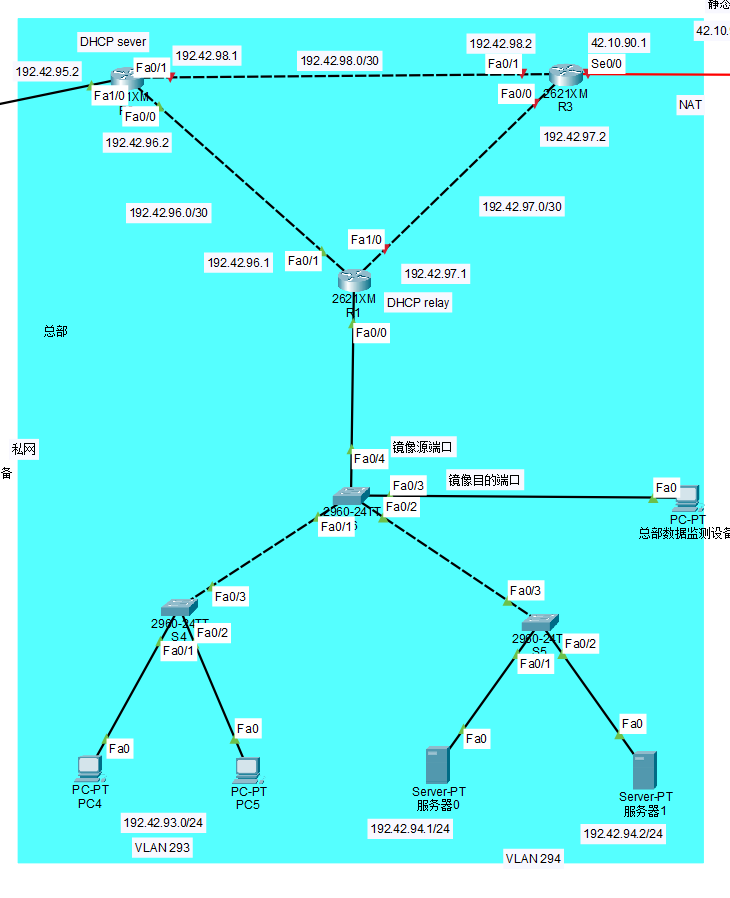 静态
42.10.
DHCP sever
192.42.98.1
192.42.98.2
42.10.90.1
192.42.95.2
Fa0/1
192.42.98.0/30
Fa0/1
Se0/0
Fa1/0
XM
Fa0/0
Fa0/0
2621XM
R3
NAT
192.42.96.2
192.42.97.2
192.42.96.0/30
192.42.97.0/30
Fa1/0
192.42.96.1
Fa0/1
192.42.97.1
2621XM
R1
DHCP relay
总部
Fa0/0
私网
备
镜像源端口
Fa0/4
镜像目的端口
Fa0/3
Fa0
2960-24TT
Fa0/2
Fa0/1
PC-PT
总部数据监测设备
Fa0/3
Fa0/3
2960-24TT
S4
Fa0/2
Fa0/1
2960-24T
S5
Fa0/2
Fa0/1
Fa0
Fa0
Fa0
Fa0
PC-PT
PC4
PC-PT
PC5
Server-PT
服务器0
Server-PT
服务器1
192.42.93.0/24
VLAN 293
192.42.94.1/24
192.42.94.2/24
VLAN 294